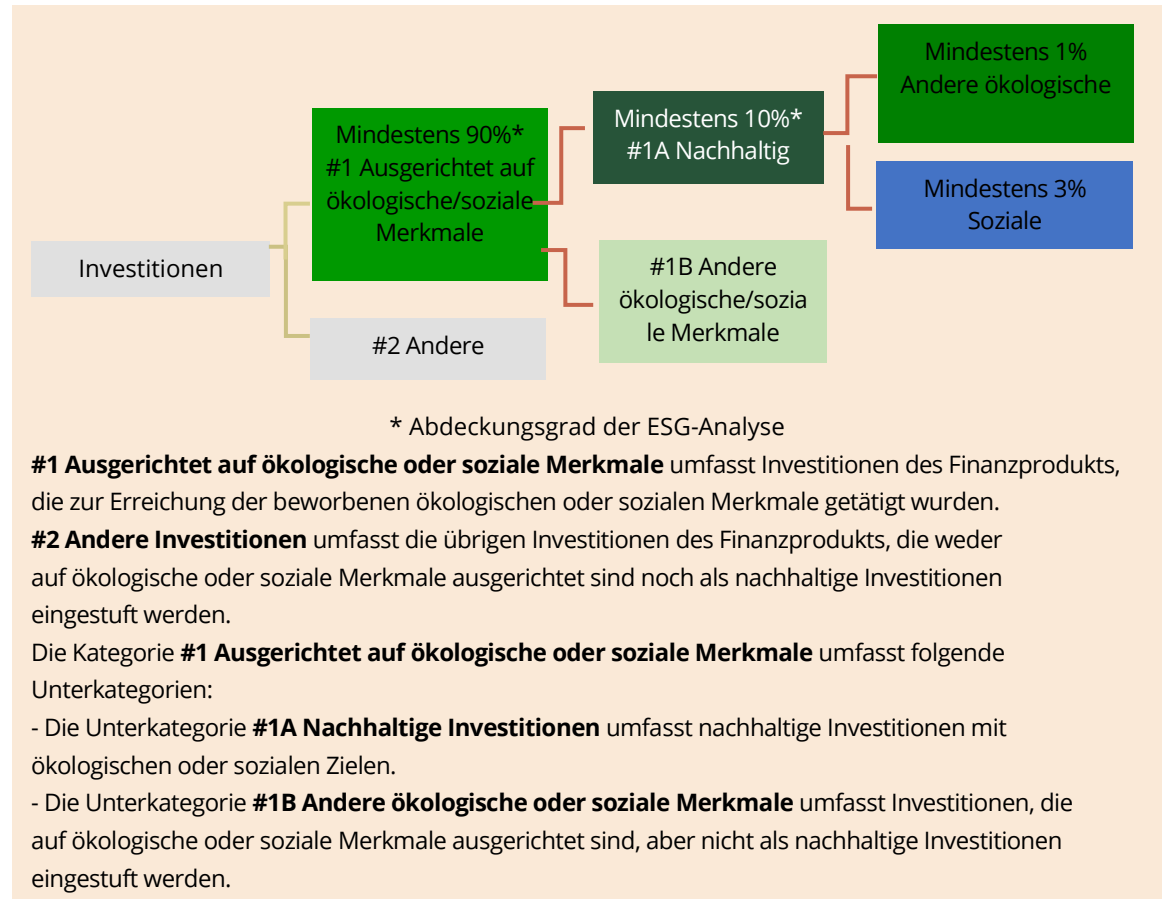 Mindestens 1%
Andere ökologische
Mindestens 10%*
#1A Nachhaltig
Mindestens 90%*
#1 Ausgerichtet auf
ökologische/soziale
Merkmale
Mindestens 3%
Soziale
Investitionen
#1B Andere
ökologische/sozia
le Merkmale
#2 Andere
* Abdeckungsgrad der ESG-Analyse
#1 Ausgerichtet auf ökologische oder soziale Merkmale umfasst Investitionen des Finanzprodukts,
die zur Erreichung der beworbenen ökologischen oder sozialen Merkmale getätigt wurden.
#2 Andere Investitionen umfasst die übrigen Investitionen des Finanzprodukts, die weder
auf ökologische oder soziale Merkmale ausgerichtet sind noch als nachhaltige Investitionen
eingestuft werden.
Die Kategorie #1 Ausgerichtet auf ökologische oder soziale Merkmale umfasst folgende
Unterkategorien:
- Die Unterkategorie #1A Nachhaltige Investitionen umfasst nachhaltige Investitionen mit
ökologischen oder sozialen Zielen.
- Die Unterkategorie #1B Andere ökologische oder soziale Merkmale umfasst Investitionen, die
auf ökologische oder soziale Merkmale ausgerichtet sind, aber nicht als nachhaltige Investitionen
eingestuft werden.